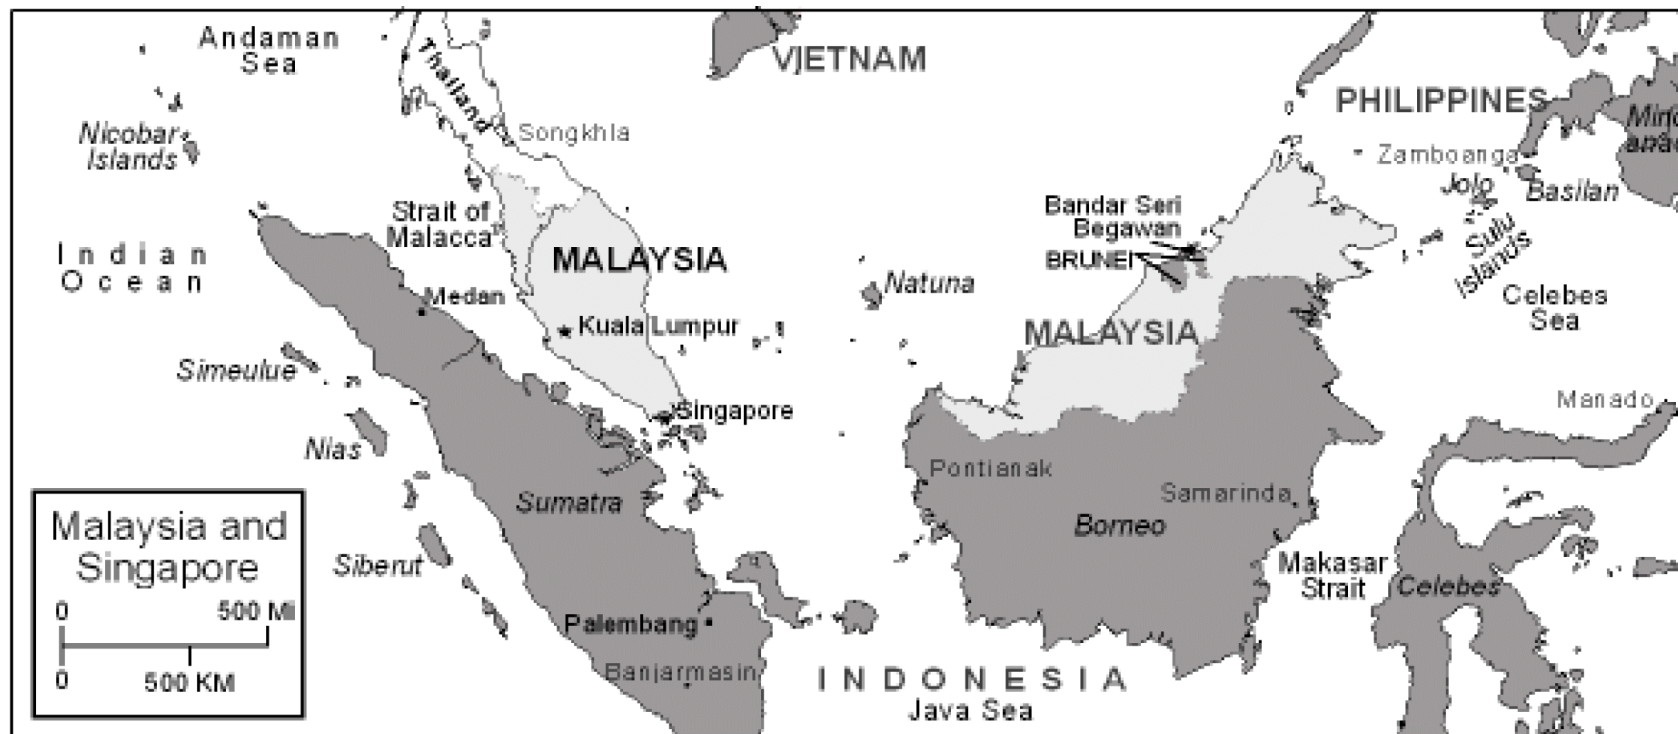 Andaman
Sea
Thailand
VIETNAM
PHILIPPINES
Mind
anao
Nicobar
Islands
Songkhla
Zamboanga
Jolo
Basilan
Strait of
Malacca
Bandar Seri
Begawan
BRUNEI
Sulu
Islands
Indian
Ocean
MALAYSIA
Medan
Natuna
Celebes
Sea
Kuala Lumpur
MALAYSIA
Simeulue
Singapore
Manado
Nias
Pontianak
Samarinda
Sumatra
Borneo
Siberut
Makasar
Strait
Celebes
Palembang
Banjarmasin
INDONESIA
Java Sea
Malaysia and
Singapore
0 500 MI
0 500 KM